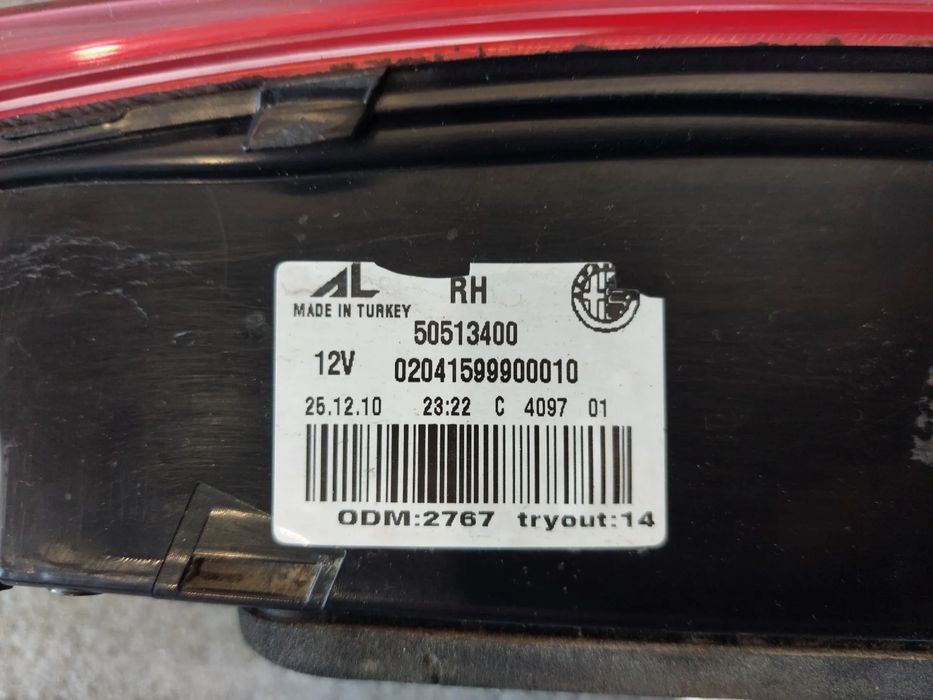 AL
RH
MADE IN TURKEY
50513400
12V
02041599900010
25.12.10 23:22 C 4097 01
ODM:2767 tryout:14